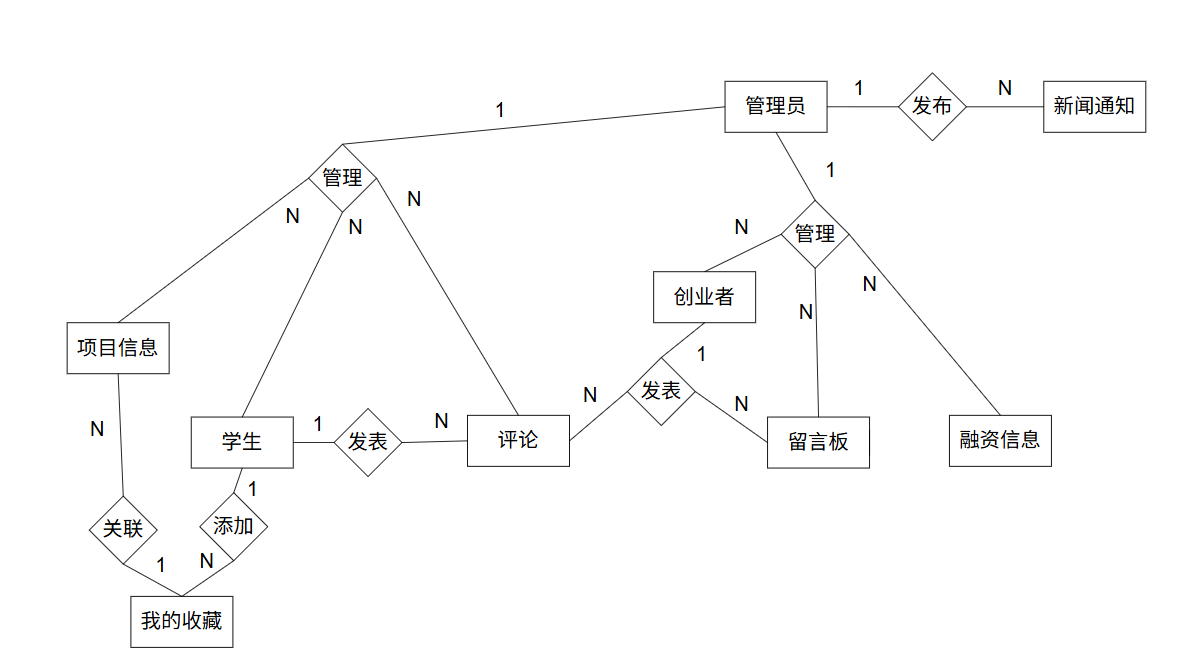 管理员
1
发布
N
新闻通知
1
管理
N
N
N
1
管理
N
N
N
创业者
1
发表
N
N
项目信息
N
学生
1
发表
N
评论
留言板
融资信息
1
关联
添加
1
N
我的收藏